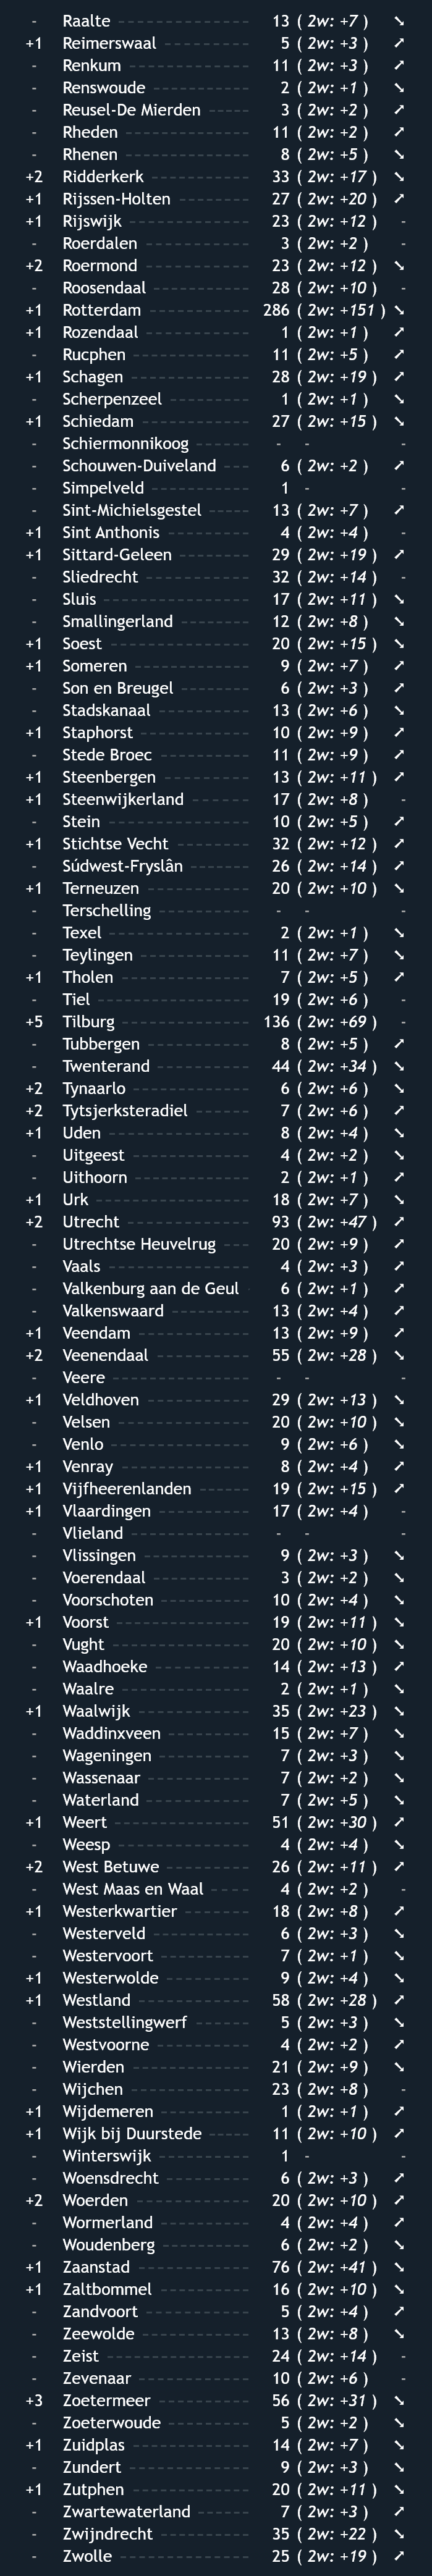 - Raalte 13 ( 2w: +7 ) ➘
+1 Reimerswaal 5 ( 2w: +3 ) ➚
- Renkum 11 ( 2w: +3 ) ➚
- Renswoude 2 ( 2w: +1 ) ➘
- Reusel-De Mierden 3 ( 2w: +2 ) ➚
- Rheden 11 ( 2w: +2 ) ➚
- Rhenen 8 ( 2w: +5 ) ➘
+2 Ridderkerk 33 ( 2w: +17 ) ➘
+1 Rijssen-Holten 27 ( 2w: +20 ) ➚
+1 Rijswijk 23 ( 2w: +12 ) -
- Roerdalen 3 ( 2w: +2 ) -
+2 Roermond 23 ( 2w: +12 ) ➘
- Roosendaal 28 ( 2w: +10 ) -
+1 Rotterdam 286 ( 2w: +151 ) ➘
+1 Rozendaal 1 ( 2w: +1 ) ➚
- Rucphen 11 ( 2w: +5 ) ➚
+1 Schagen 28 ( 2w: +19 ) ➚
- Scherpenzeel 1 ( 2w: +1 ) ➘
+1 Schiedam 27 ( 2w: +15 ) ➘
- Schiermonnikoog - - -
- Schouwen-Duiveland 6 ( 2w: +2 ) ➚
- Simpelveld 1 - -
- Sint-Michielsgestel 13 ( 2w: +7 ) ➚
+1 Sint Anthonis 4 ( 2w: +4 ) -
+1 Sittard-Geleen 29 ( 2w: +19 ) ➚
- Sliedrecht 32 ( 2w: +14 ) -
- Sluis 17 ( 2w: +11 ) ➘
- Smallingerland 12 ( 2w: +8 ) ➘
+1 Soest 20 ( 2w: +15 ) ➘
+1 Someren 9 ( 2w: +7 ) ➚
- Son en Breugel 6 ( 2w: +3 ) ➚
- Stadskanaal 13 ( 2w: +6 ) ➘
+1 Staphorst 10 ( 2w: +9 ) ➚
- Stede Broec 11 ( 2w: +9 ) ➚
+1 Steenbergen 13 ( 2w: +11 ) ➚
+1 Steenwijkerland 17 ( 2w: +8 ) -
- Stein 10 ( 2w: +5 ) ➚
+1 Stichtse Vecht 32 ( 2w: +12 ) ➚
- Súdwest-Fryslân 26 ( 2w: +14 ) ➚
+1 Terneuzen 20 ( 2w: +10 ) ➘
- Terschelling - - -
- Texel 2 ( 2w: +1 ) ➘
- Teylingen 11 ( 2w: +7 ) ➘
+1 Tholen 7 ( 2w: +5 ) ➚
- Tiel 19 ( 2w: +6 ) -
+5 Tilburg 136 ( 2w: +69 ) -
- Tubbergen 8 ( 2w: +5 ) ➚
- Twenterand 44 ( 2w: +34 ) ➘
+2 Tynaarlo 6 ( 2w: +6 ) ➘
+2 Tytsjerksteradiel 7 ( 2w: +6 ) ➚
+1 Uden 8 ( 2w: +4 ) ➘
- Uitgeest 4 ( 2w: +2 ) ➘
- Uithoorn 2 ( 2w: +1 ) ➚
+1 Urk 18 ( 2w: +7 ) ➘
+2 Utrecht 93 ( 2w: +47 ) ➚
- Utrechtse Heuvelrug 20 ( 2w: +9 ) ➚
- Vaals 4 ( 2w: +3 ) ➚
- Valkenburg aan de Geul 6 ( 2w: +1 ) ➚
- Valkenswaard 13 ( 2w: +4 ) ➚
+1 Veendam 13 ( 2w: +9 ) ➚
+2 Veenendaal 55 ( 2w: +28 ) ➘
- Veere - - -
+1 Veldhoven 29 ( 2w: +13 ) ➘
- Velsen 20 ( 2w: +10 ) ➘
- Venlo 9 ( 2w: +6 ) ➘
+1 Venray 8 ( 2w: +4 ) ➚
+1 Vijfheerenlanden 19 ( 2w: +15 ) ➚
+1 Vlaardingen 17 ( 2w: +4 ) -
- Vlieland - - -
- Vlissingen 9 ( 2w: +3 ) ➘
- Voerendaal 3 ( 2w: +2 ) ➘
- Voorschoten 10 ( 2w: +4 ) ➘
+1 Voorst 19 ( 2w: +11 ) ➘
- Vught 20 ( 2w: +10 ) ➘
- Waadhoeke 14 ( 2w: +13 ) ➚
- Waalre 2 ( 2w: +1 ) ➘
+1 Waalwijk 35 ( 2w: +23 ) ➘
- Waddinxveen 15 ( 2w: +7 ) ➘
- Wageningen 7 ( 2w: +3 ) ➘
- Wassenaar 7 ( 2w: +2 ) ➘
- Waterland 7 ( 2w: +5 ) ➘
+1 Weert 51 ( 2w: +30 ) ➚
- Weesp 4 ( 2w: +4 ) ➘
+2 West Betuwe 26 ( 2w: +11 ) ➚
- West Maas en Waal 4 ( 2w: +2 ) -
+1 Westerkwartier 18 ( 2w: +8 ) ➚
- Westerveld 6 ( 2w: +3 ) ➘
- Westervoort 7 ( 2w: +1 ) ➘
+1 Westerwolde 9 ( 2w: +4 ) ➘
+1 Westland 58 ( 2w: +28 ) ➚
- Weststellingwerf 5 ( 2w: +3 ) ➘
- Westvoorne 4 ( 2w: +2 ) ➚
- Wierden 21 ( 2w: +9 ) ➘
- Wijchen 23 ( 2w: +8 ) -
+1 Wijdemeren 1 ( 2w: +1 ) ➚
+1 Wijk bij Duurstede 11 ( 2w: +10 ) ➚
- Winterswijk 1 - -
- Woensdrecht 6 ( 2w: +3 ) ➚
+2 Woerden 20 ( 2w: +10 ) ➚
- Wormerland 4 ( 2w: +4 ) ➚
- Woudenberg 6 ( 2w: +2 ) ➘
+1 Zaanstad 76 ( 2w: +41 ) ➘
+1 Zaltbommel 16 ( 2w: +10 ) ➘
- Zandvoort 5 ( 2w: +4 ) ➚
- Zeewolde 13 ( 2w: +8 ) ➘
- Zeist 24 ( 2w: +14 ) -
- Zevenaar 10 ( 2w: +6 ) -
+3 Zoetermeer 56 ( 2w: +31 ) ➘
- Zoeterwoude 5 ( 2w: +2 ) ➘
+1 Zuidplas 14 ( 2w: +7 ) ➘
- Zundert 9 ( 2w: +3 ) ➘
+1 Zutphen 20 ( 2w: +11 ) ➘
- Zwartewaterland 7 ( 2w: +3 ) ➚
- Zwijndrecht 35 ( 2w: +22 ) ➘
- Zwolle 25 ( 2w: +19 ) ➚